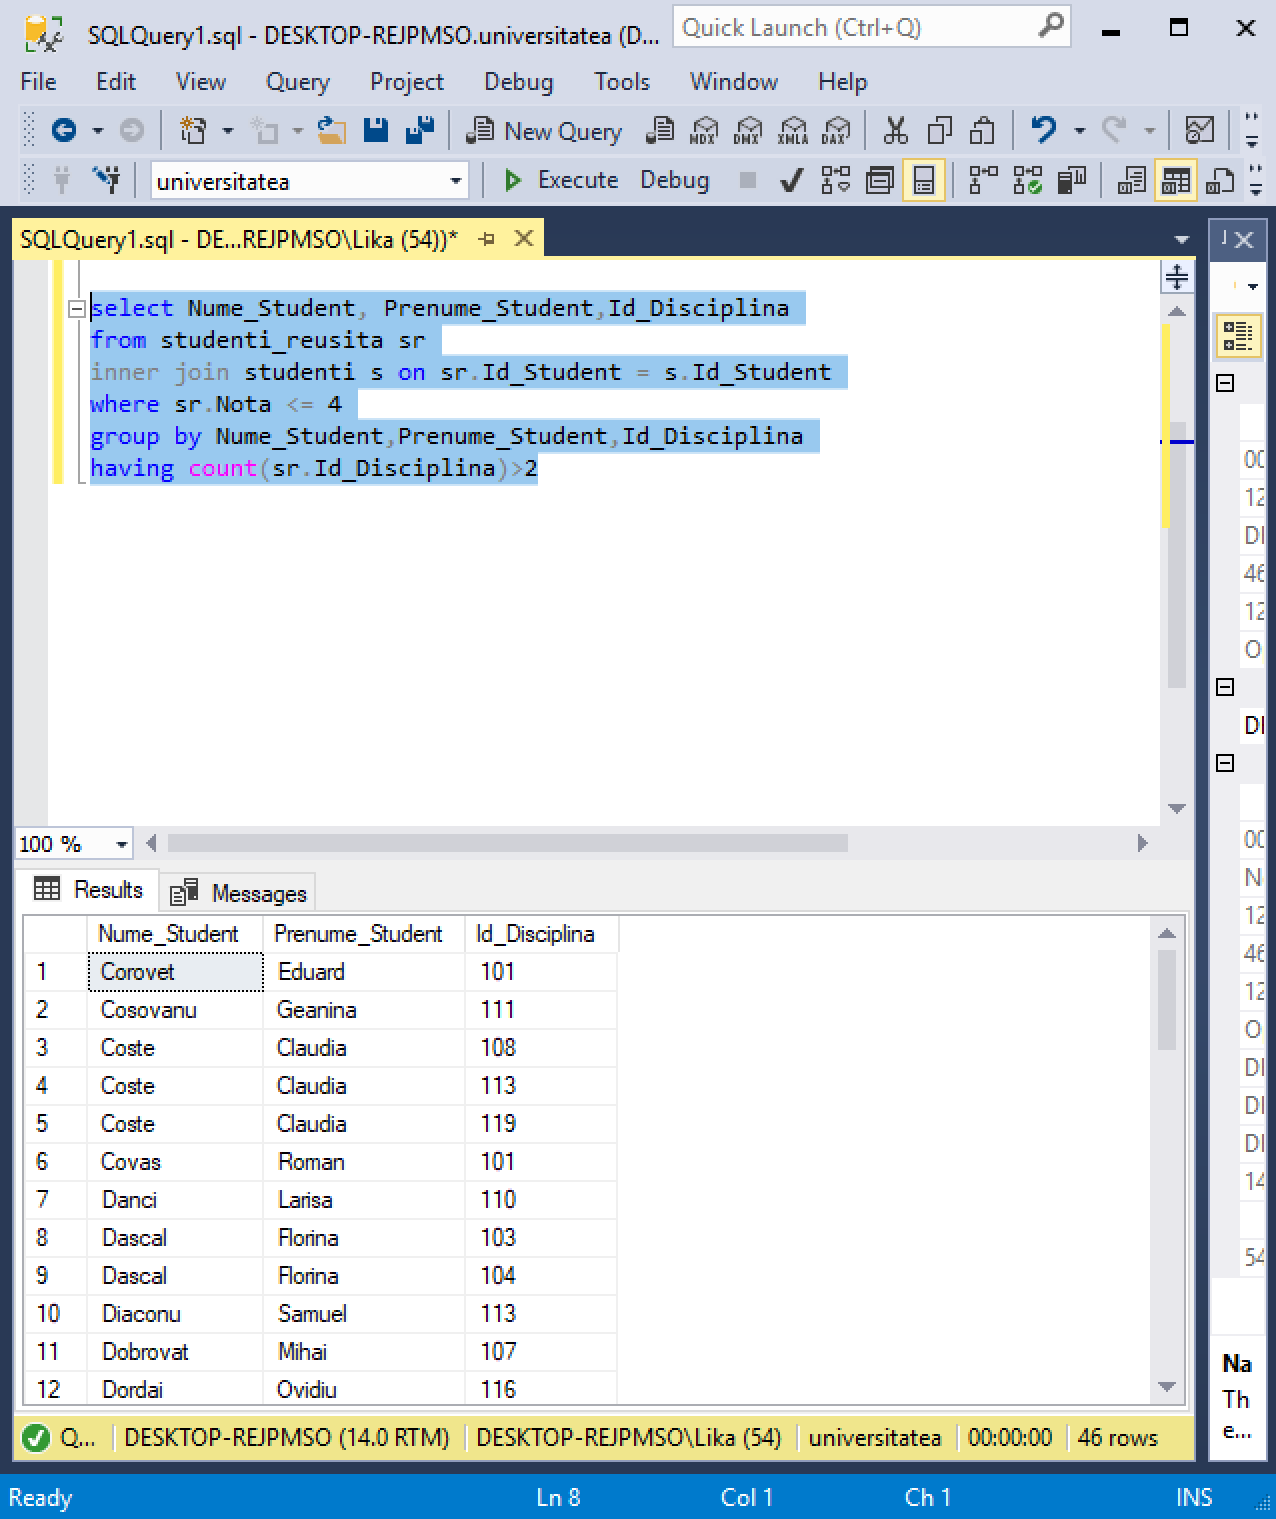 SQLQuery1.sql - DESKTOP-REJPMSO.universitatea (D...
Quick Launch (Ctrl+Q)
File Edit View Query Project Debug Tools Window Help
New Query MDX DMX XMLA DAX
universitatea Execute Debug
SQLQuery1.sql - DE...REJPMSO\Lika (54))*
select Nume_Student, Prenume_Student,Id_Disciplina
from studenti_reusita sr
inner join studenti s on sr.Id_Student = s.Id_Student
where sr.Nota <= 4
group by Nume_Student,Prenume_Student,Id_Disciplina
having count(sr.Id_Disciplina)>2
100 %
Results Messages
Nume_Student Prenume_Student Id_Disciplina
1 Corovet Eduard 101
2 Cosovanu Geanina 111
3 Coste Claudia 108
4 Coste Claudia 113
5 Coste Claudia 119
6 Covas Roman 101
7 Danci Larisa 110
8 Dascal Florina 103
9 Dascal Florina 104
10 Diaconu Samuel 113
11 Dobrovat Mihai 107
12 Dordai Ovidiu 116
Q... DESKTOP-REJPMSO (14.0 RTM) DESKTOP-REJPMSO\Lika (54) universitatea 00:00:00 46 rows
12
46
12
12
46
12
14
54
Na
Th
e...
Ready Ln 8 Col 1 Ch 1 INS